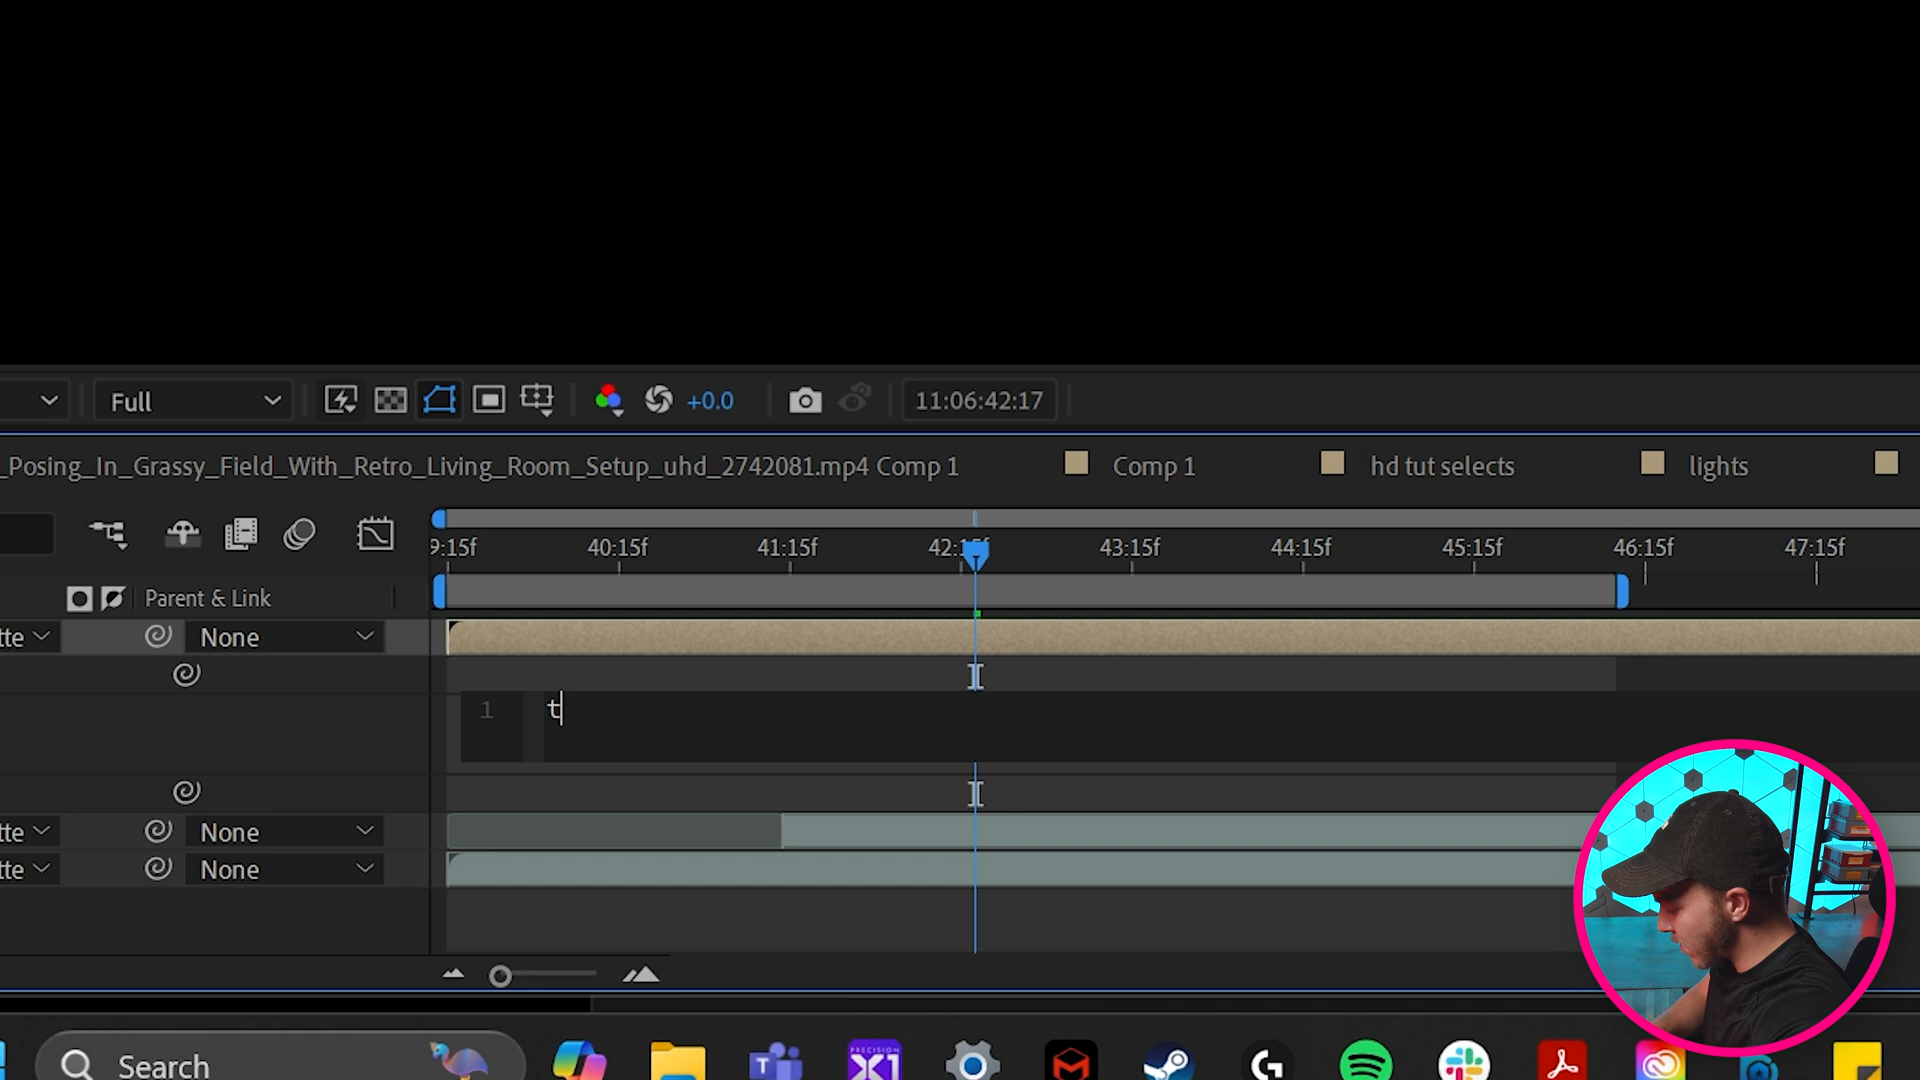 Full
+0.0
11:06:42:17
_Posing_In_Grassy_Field_With_Retro_Living_Room_Setup_uhd_2742081.mp4 Comp 1
Comp 1
hd tut selects
lights
9:15f
40:15f
41:15f
42:15f
43:15f
44:15f
45:15f
46:15f
47:15f
Parent & Link
tte
None
1
t
tte
None
tte
None
Search
PRECISION
X1